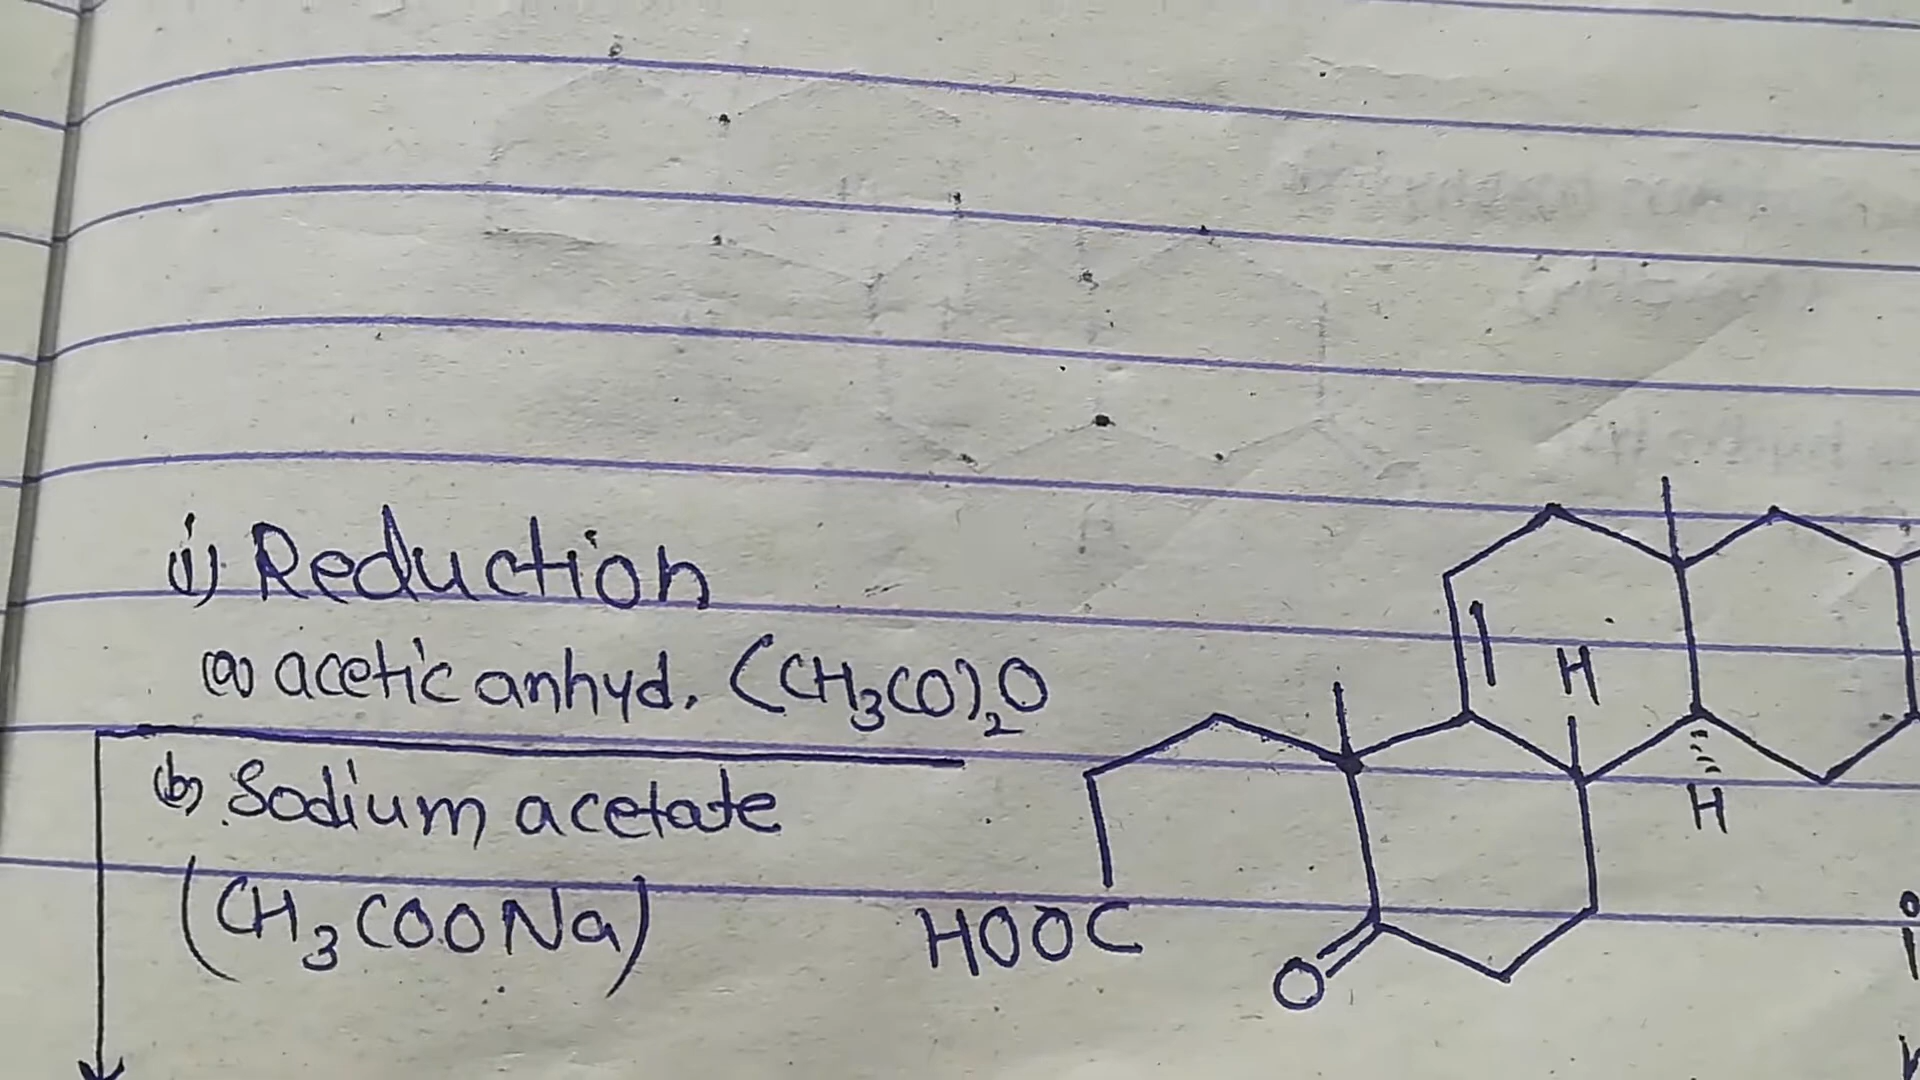 (i) Reduction
(a) acetic anhyd. (CH₃CO)₂O
(b) Sodium acetate
(CH₃COONa)
H
H
HOOC
O